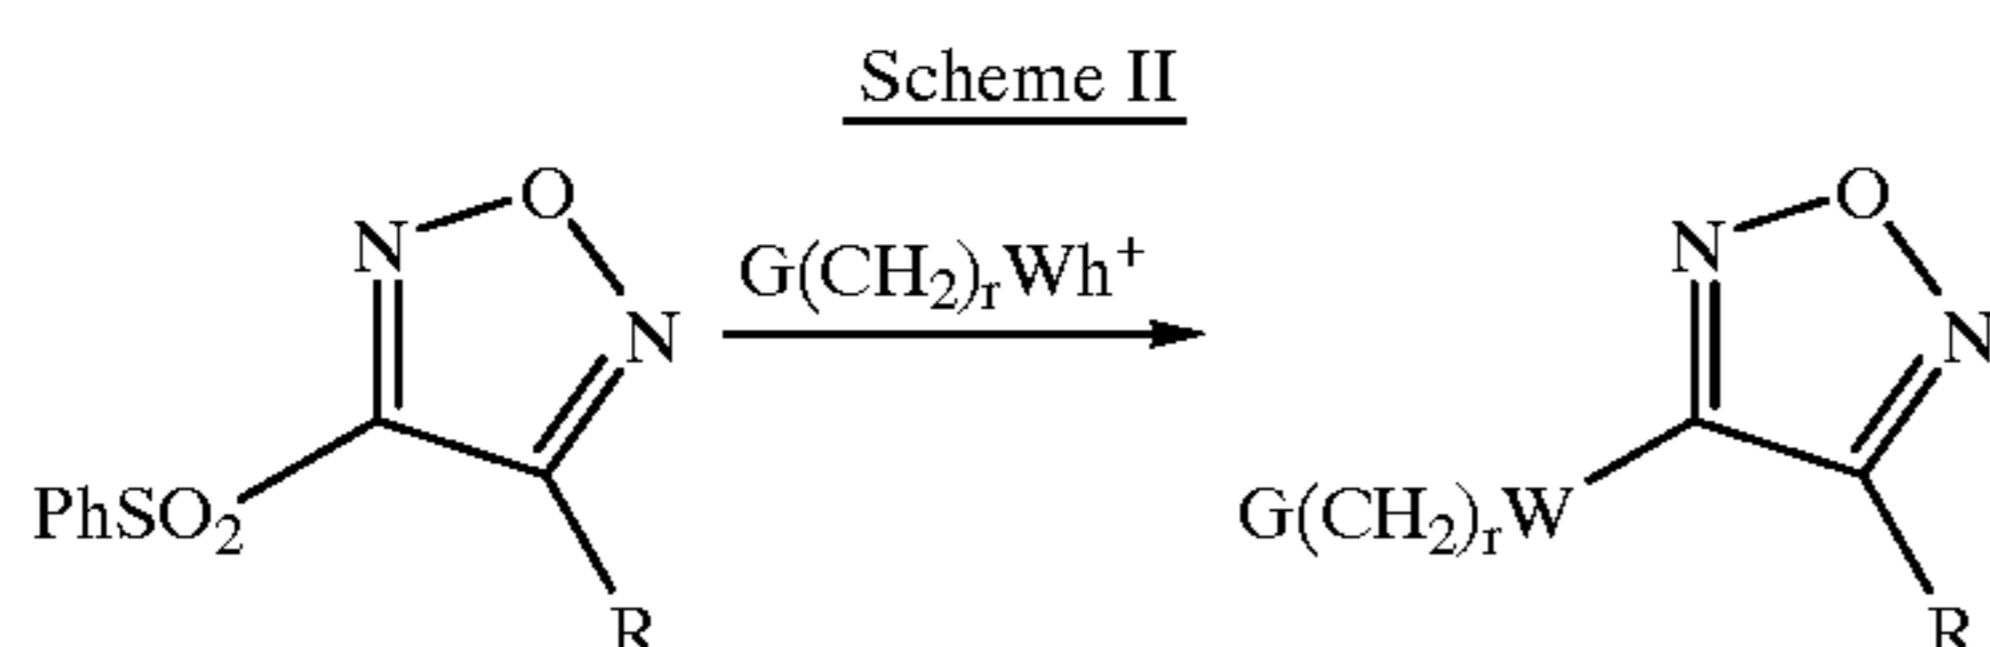 Scheme II
N
O
N
G(CH₂)ᵣWh⁺
PhSO₂
R
N
O
N
G(CH₂)ᵣW
R